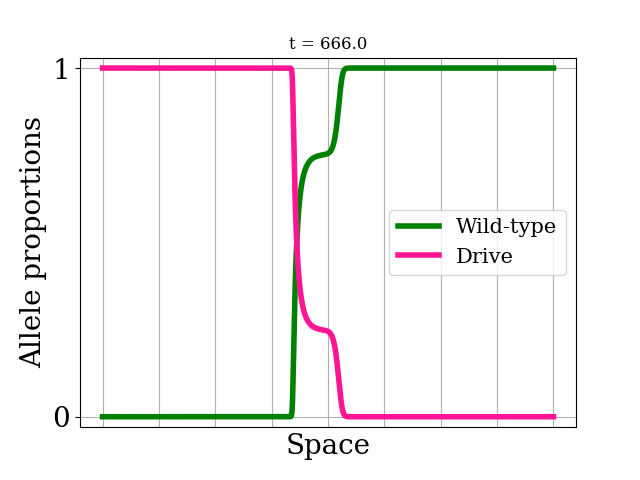 t = 666.0
Allele proportions
1
0
Wild-type
Drive
Space